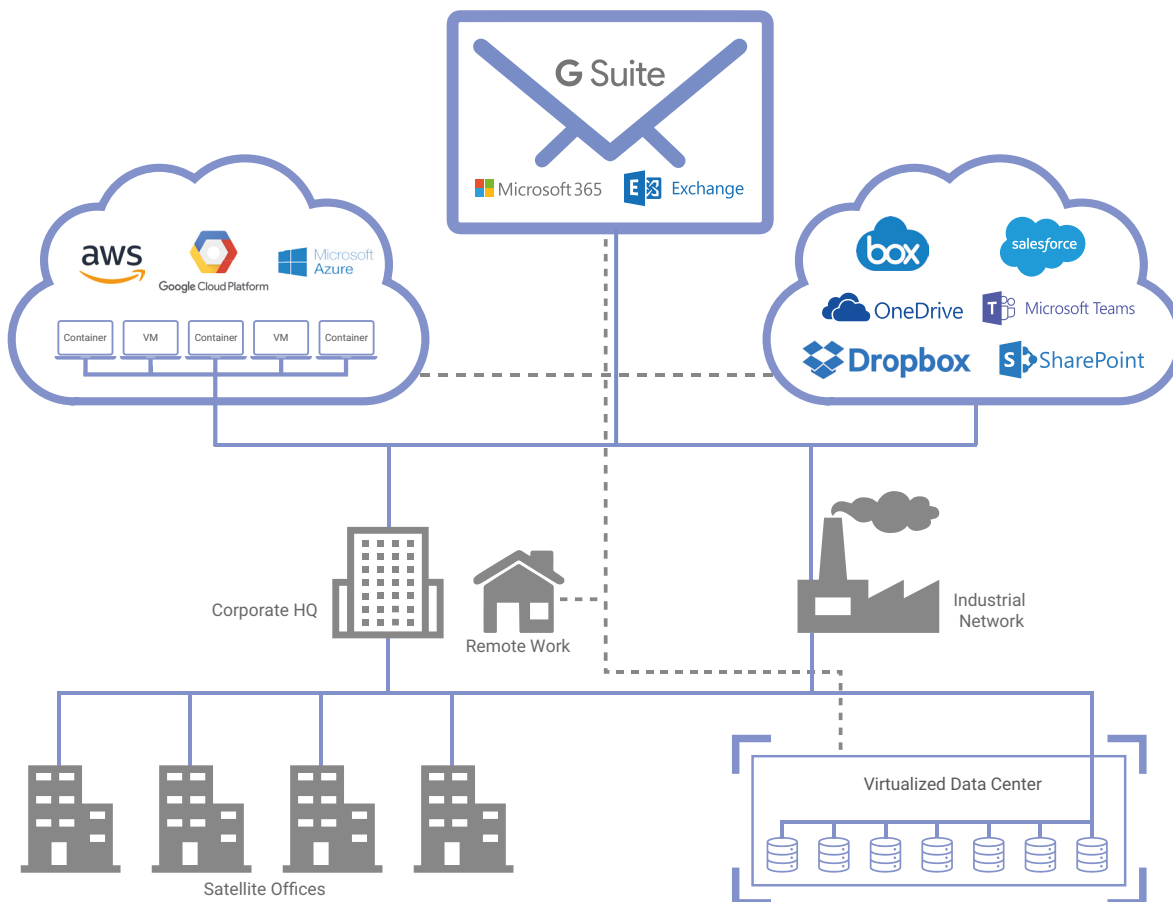 G Suite
Microsoft 365
E Exchange
aws
Google Cloud Platform
Microsoft
Azure
Container
VM
Container
VM
Container
box
salesforce
OneDrive
T Microsoft Teams
Dropbox
S SharePoint
Corporate HQ
Remote Work
Industrial
Network
Virtualized Data Center
Satellite Offices